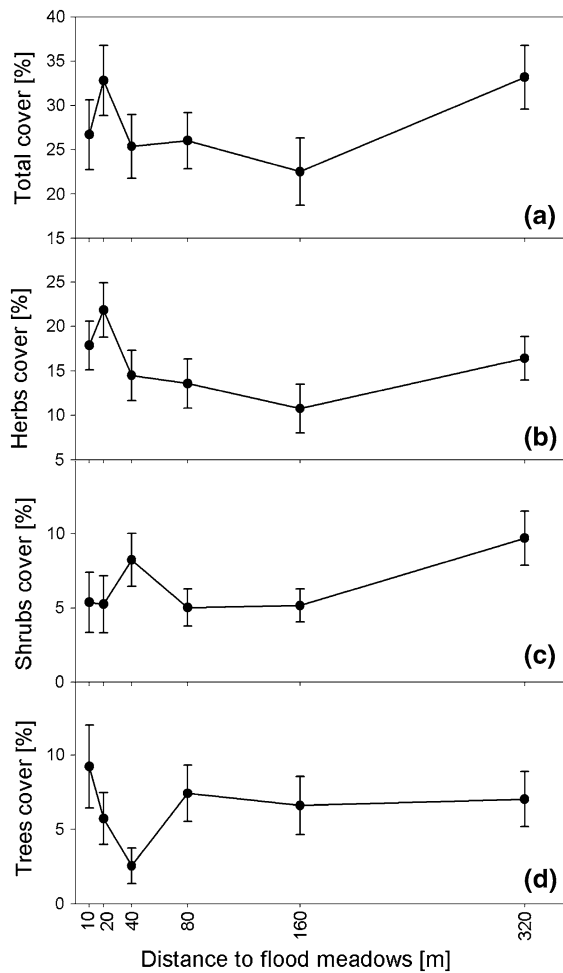 40
35
30
25
20
15
Total cover [%]
(a)
25
20
15
10
5
Herbs cover [%]
(b)
10
5
0
Shrubs cover [%]
(c)
10
5
0
Trees cover [%]
(d)
10
20
40
80
160
320
Distance to flood meadows [m]